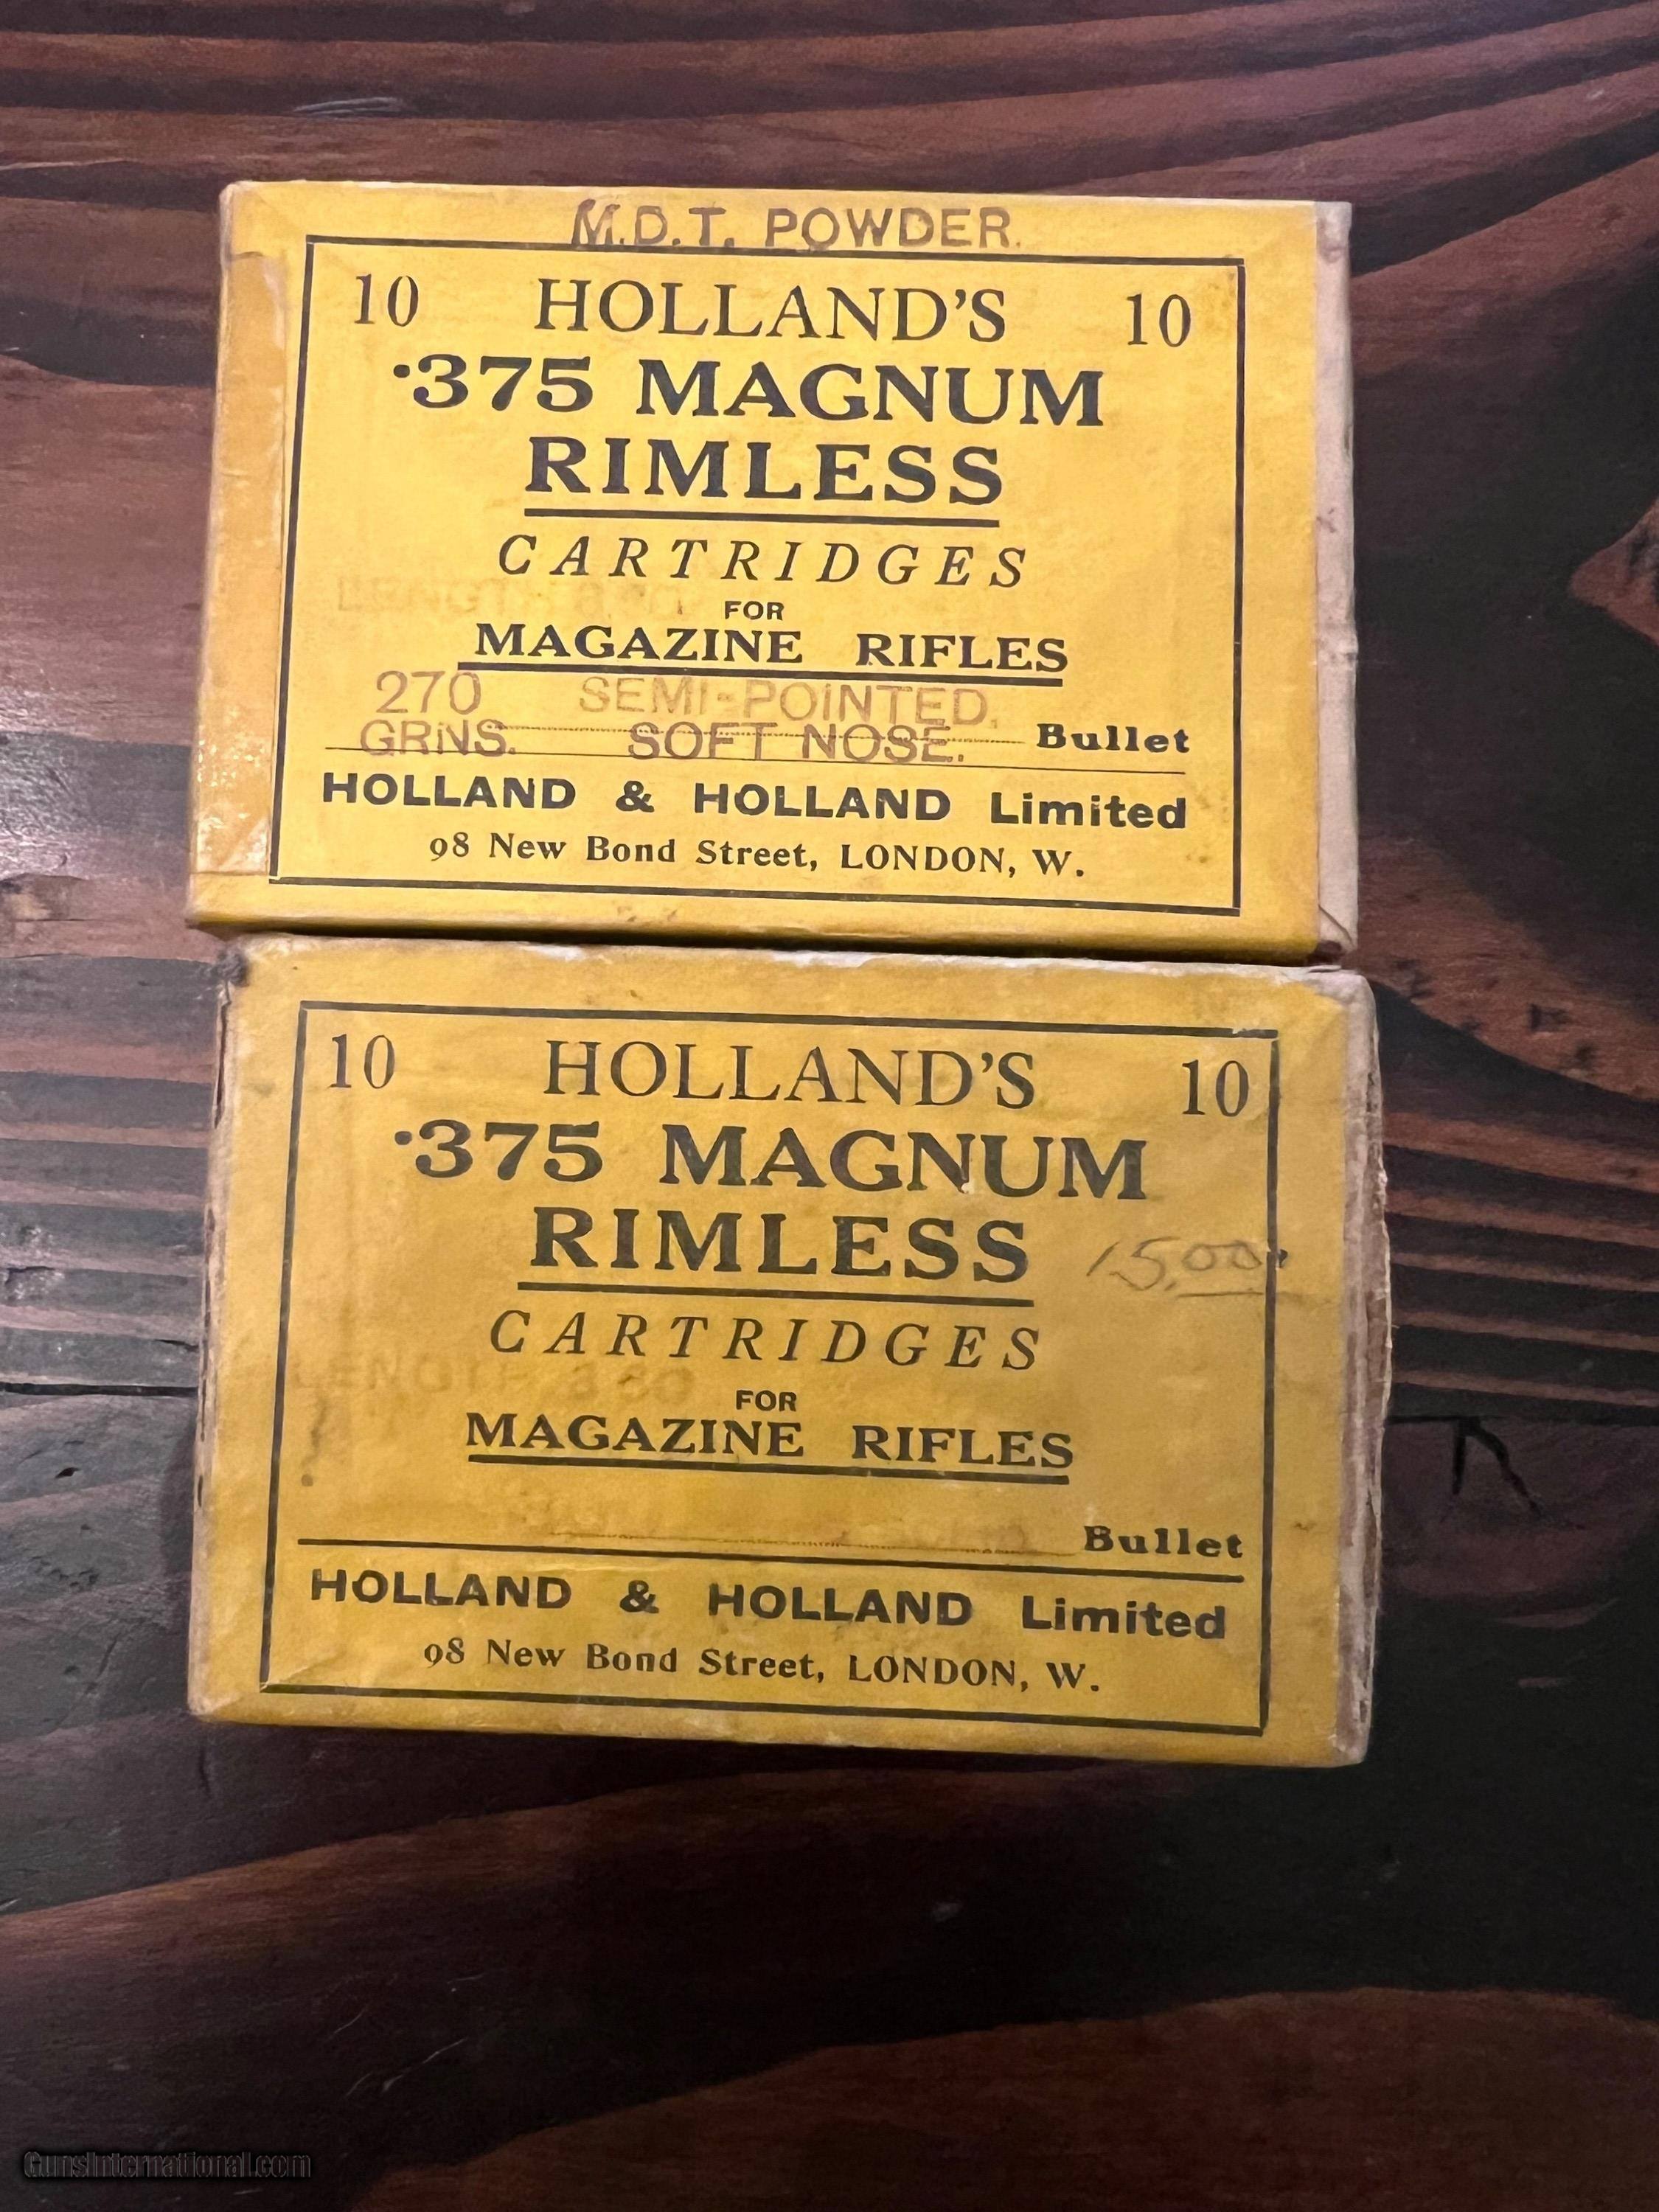 M.D.T. POWDER.
10 HOLLAND'S 10
·375 MAGNUM
RIMLESS
CARTRIDGES
LENGTH
FOR
MAGAZINE RIFLES
270 SEMI-POINTED.
GRNS. SOFT NOSE. Bullet
HOLLAND & HOLLAND Limited
98 New Bond Street, LONDON, W.
10 HOLLAND'S 10
·375 MAGNUM
RIMLESS
15.00
CARTRIDGES
LENGTH
FOR
MAGAZINE RIFLES
Bullet
HOLLAND & HOLLAND Limited
98 New Bond Street, LONDON, W.
GunsInternational.com